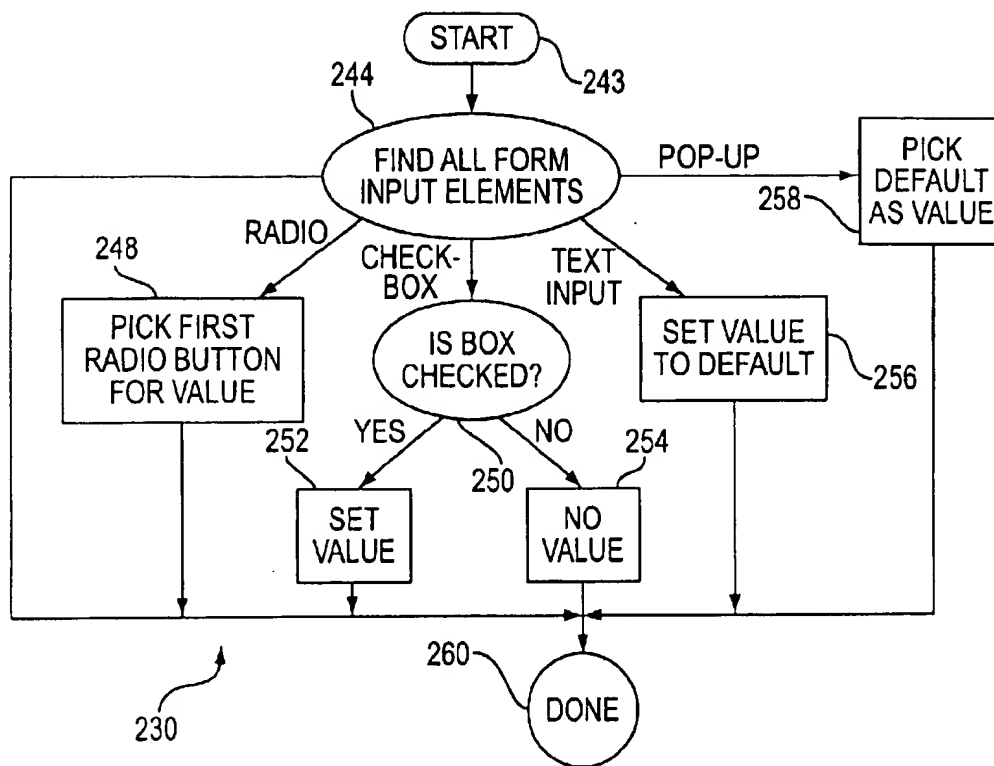 START
243
244
FIND ALL FORM
INPUT ELEMENTS
POP-UP
PICK
DEFAULT
AS VALUE
258
RADIO
CHECK-
BOX
TEXT
INPUT
248
PICK FIRST
RADIO BUTTON
FOR VALUE
IS BOX
CHECKED?
SET VALUE
TO DEFAULT
256
252
YES
NO
250
254
SET
VALUE
NO
VALUE
260
DONE
230